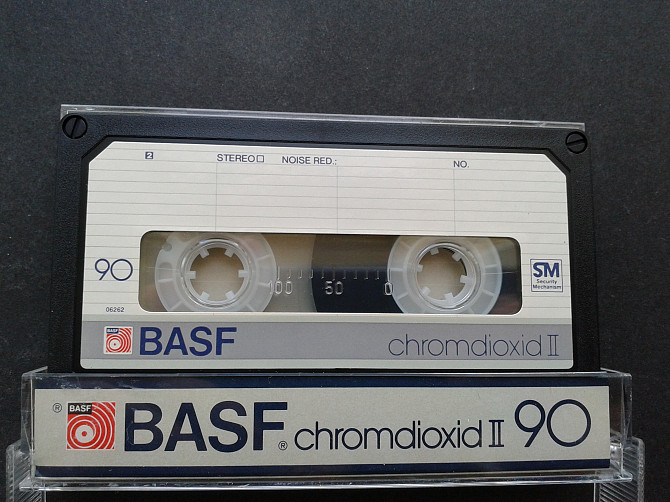 2 STEREO NOISE RED.: NO.
90
100 50 0
SM
Security
Mechanism
06262
BASF BASF chromdioxid II
® BASF BASF® chromdioxid II 90